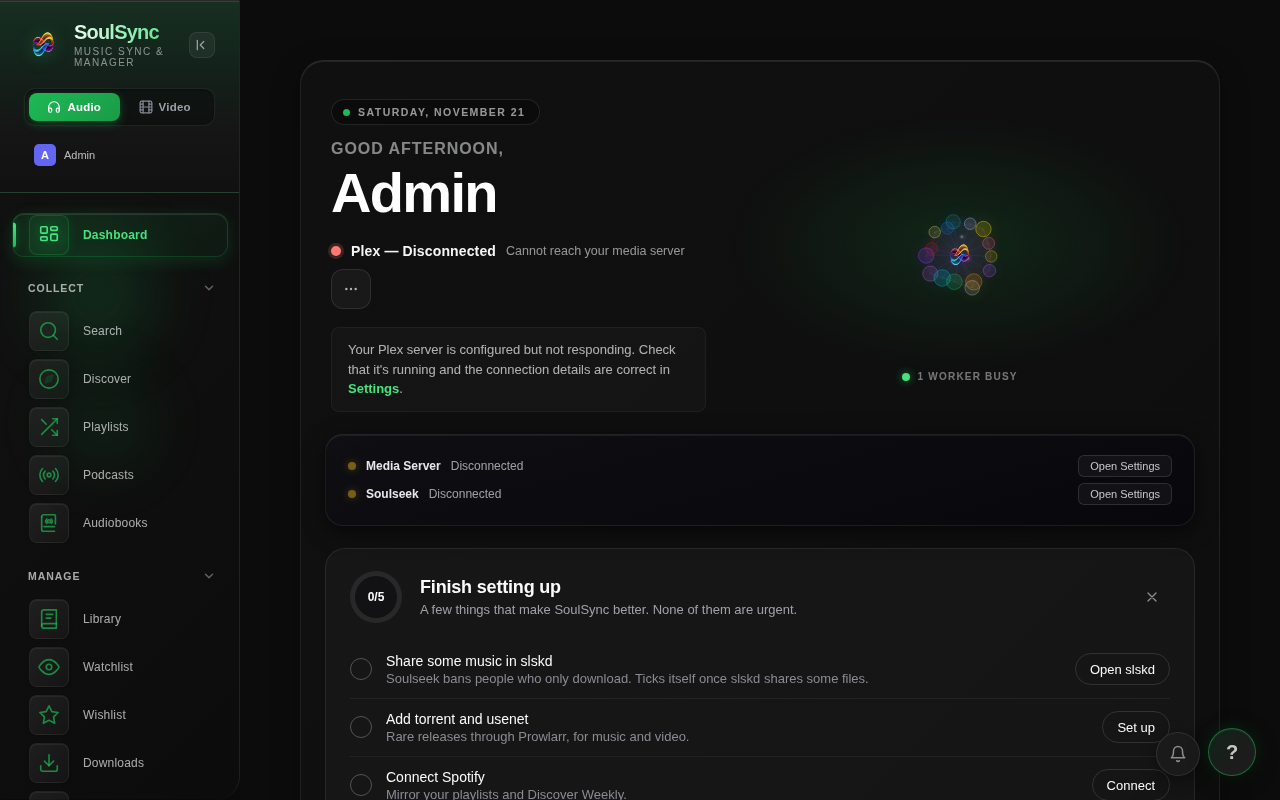 SoulSync
MUSIC SYNC &
MANAGER
Audio
Video
A
Admin
Dashboard
COLLECT
Search
Discover
Playlists
Podcasts
Audiobooks
MANAGE
Library
Watchlist
Wishlist
Downloads
SATURDAY, NOVEMBER 21
GOOD AFTERNOON,
Admin
Plex — Disconnected Cannot reach your media server
Your Plex server is configured but not responding. Check
that it's running and the connection details are correct in
Settings.
1 WORKER BUSY
Media Server Disconnected
Open Settings
Soulseek Disconnected
Open Settings
0/5
Finish setting up
A few things that make SoulSync better. None of them are urgent.
Share some music in slskd
Soulseek bans people who only download. Ticks itself once slskd shares some files.
Open slskd
Add torrent and usenet
Rare releases through Prowlarr, for music and video.
Set up
Connect Spotify
Mirror your playlists and Discover Weekly.
Connect
?